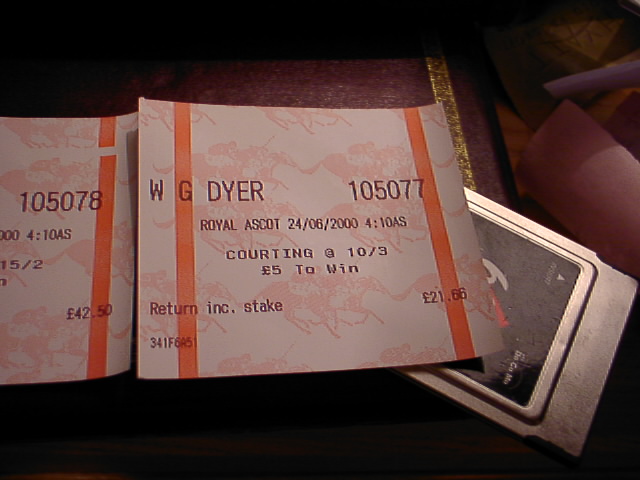 105078
000 4:10AS
15/2
£42.50
W G DYER 105077
ROYAL ASCOT 24/06/2000 4:10AS
COURTING @ 10/3
£5 To Win
Return inc. stake £21.66
341F6A51